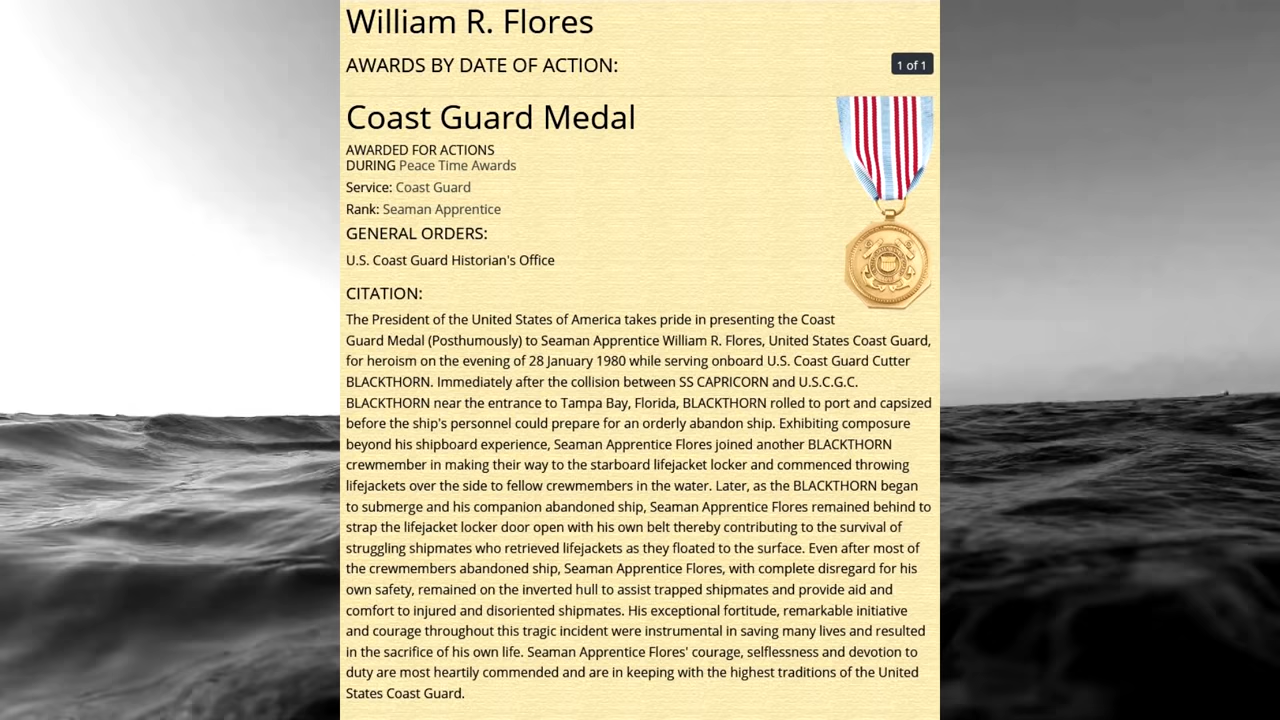 William R. Flores
AWARDS BY DATE OF ACTION:
1 of 1
Coast Guard Medal
AWARDED FOR ACTIONS
DURING Peace Time Awards
Service: Coast Guard
Rank: Seaman Apprentice
GENERAL ORDERS:
U.S. Coast Guard Historian's Office
CITATION:
The President of the United States of America takes pride in presenting the Coast
Guard Medal (Posthumously) to Seaman Apprentice William R. Flores, United States Coast Guard,
for heroism on the evening of 28 January 1980 while serving onboard U.S. Coast Guard Cutter
BLACKTHORN. Immediately after the collision between SS CAPRICORN and U.S.C.G.C.
BLACKTHORN near the entrance to Tampa Bay, Florida, BLACKTHORN rolled to port and capsized
before the ship's personnel could prepare for an orderly abandon ship. Exhibiting composure
beyond his shipboard experience, Seaman Apprentice Flores joined another BLACKTHORN
crewmember in making their way to the starboard lifejacket locker and commenced throwing
lifejackets over the side to fellow crewmembers in the water. Later, as the BLACKTHORN began
to submerge and his companion abandoned ship, Seaman Apprentice Flores remained behind to
strap the lifejacket locker door open with his own belt thereby contributing to the survival of
struggling shipmates who retrieved lifejackets as they floated to the surface. Even after most of
the crewmembers abandoned ship, Seaman Apprentice Flores, with complete disregard for his
own safety, remained on the inverted hull to assist trapped shipmates and provide aid and
comfort to injured and disoriented shipmates. His exceptional fortitude, remarkable initiative
and courage throughout this tragic incident were instrumental in saving many lives and resulted
in the sacrifice of his own life. Seaman Apprentice Flores' courage, selflessness and devotion to
duty are most heartily commended and are in keeping with the highest traditions of the United
States Coast Guard.